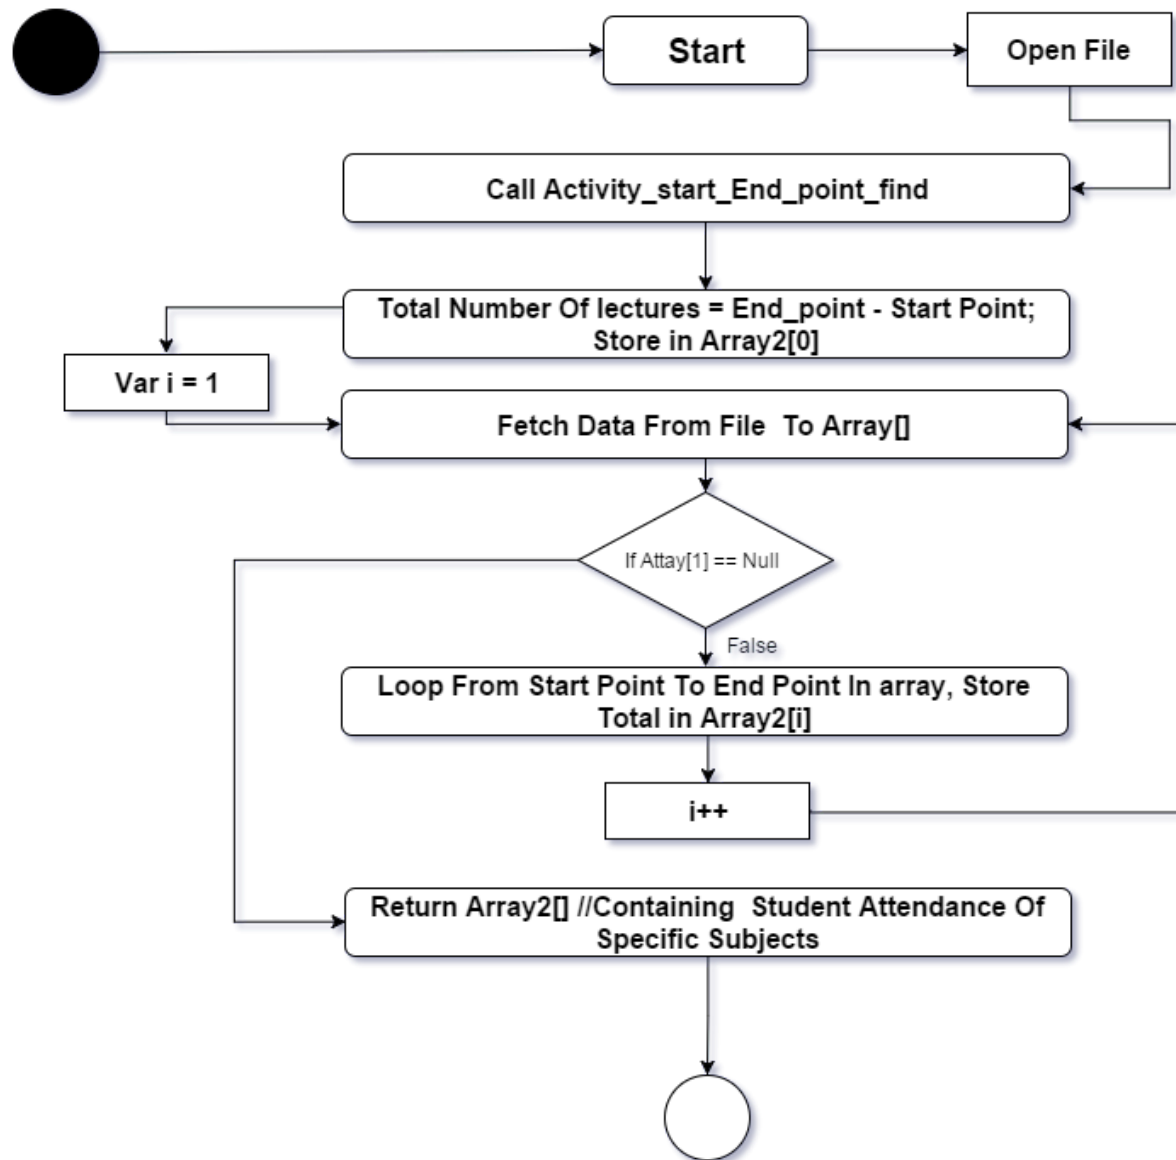 Start
Open File
Call Activity_start_End_point_find
Total Number Of lectures = End_point - Start Point;
Store in Array2[0]
Var i = 1
Fetch Data From File  To Array[]
If Attay[1] == Null
False
Loop From Start Point To End Point In array, Store
Total in Array2[i]
i++
Return Array2[] //Containing  Student Attendance Of
Specific Subjects